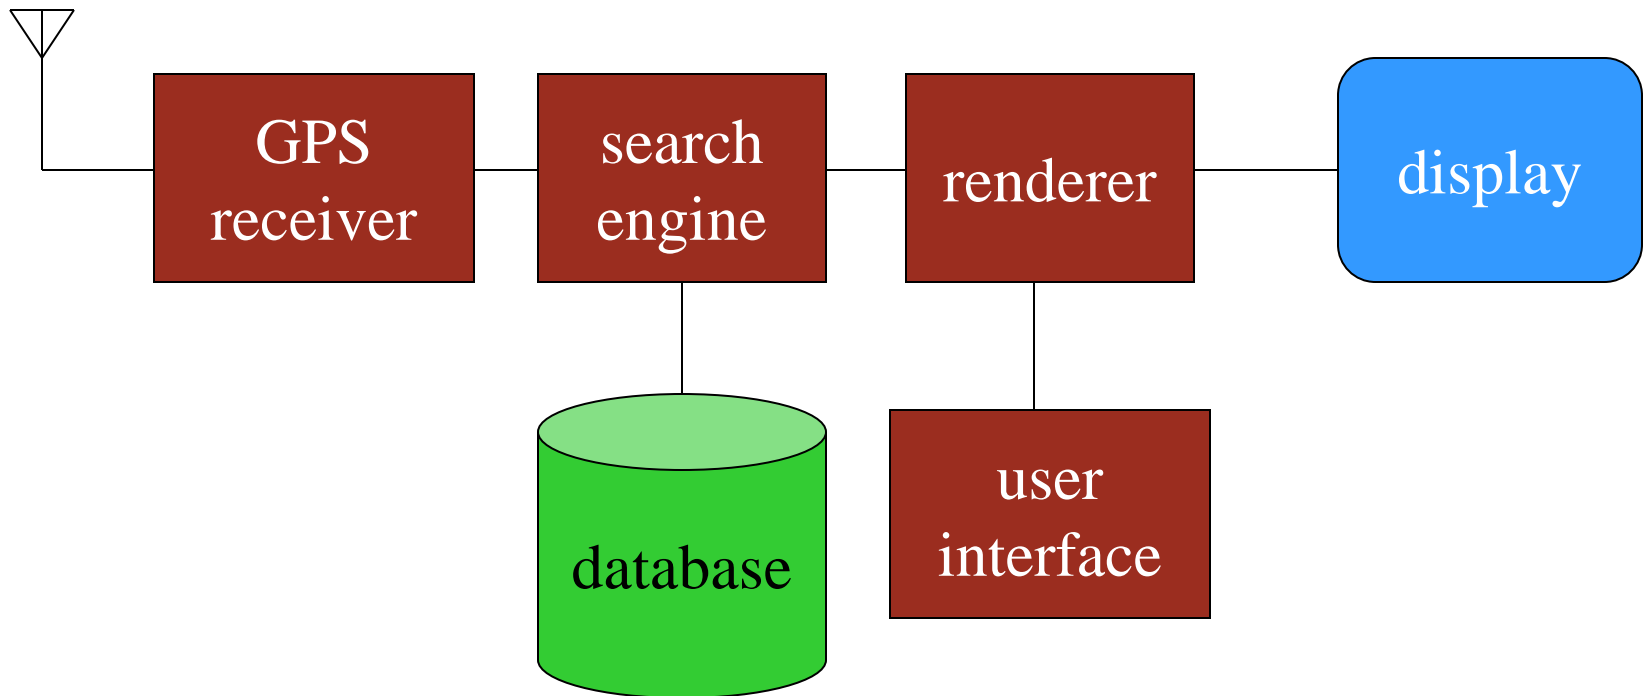 GPS
receiver
search
engine
renderer
display
database
user
interface